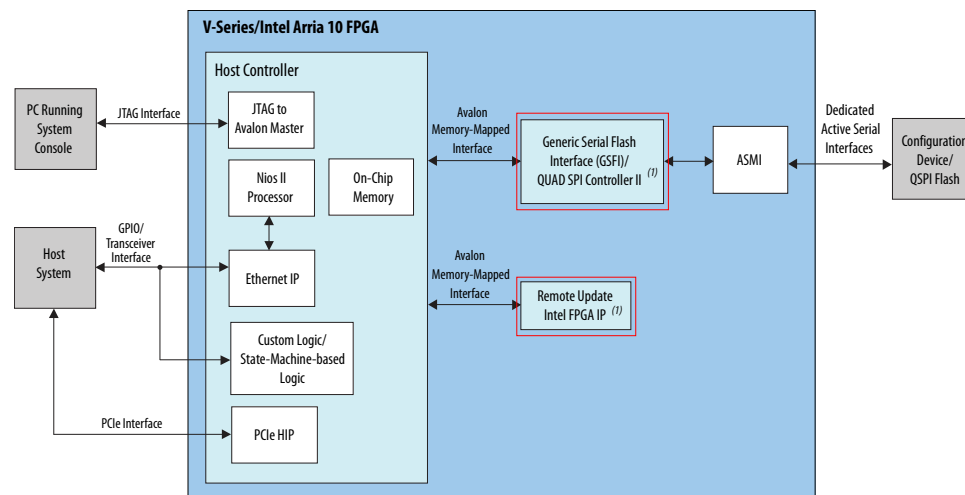 V-Series/Intel Arria 10 FPGA
Host Controller
PC Running
System
Console
JTAG Interface
JTAG to
Avalon Master
Avalon
Memory-Mapped
Interface
Generic Serial Flash
Interface (GSFI)/
QUAD SPI Controller II (1)
ASMI
Dedicated
Active Serial
Interfaces
Configuration
Device/
QSPI Flash
Nios II
Processor
On-Chip
Memory
Host
System
GPIO/
Transceiver
Interface
Ethernet IP
Avalon
Memory-Mapped
Interface
Remote Update
Intel FPGA IP (1)
Custom Logic/
State-Machine-based
Logic
PCIe Interface
PCIe HIP